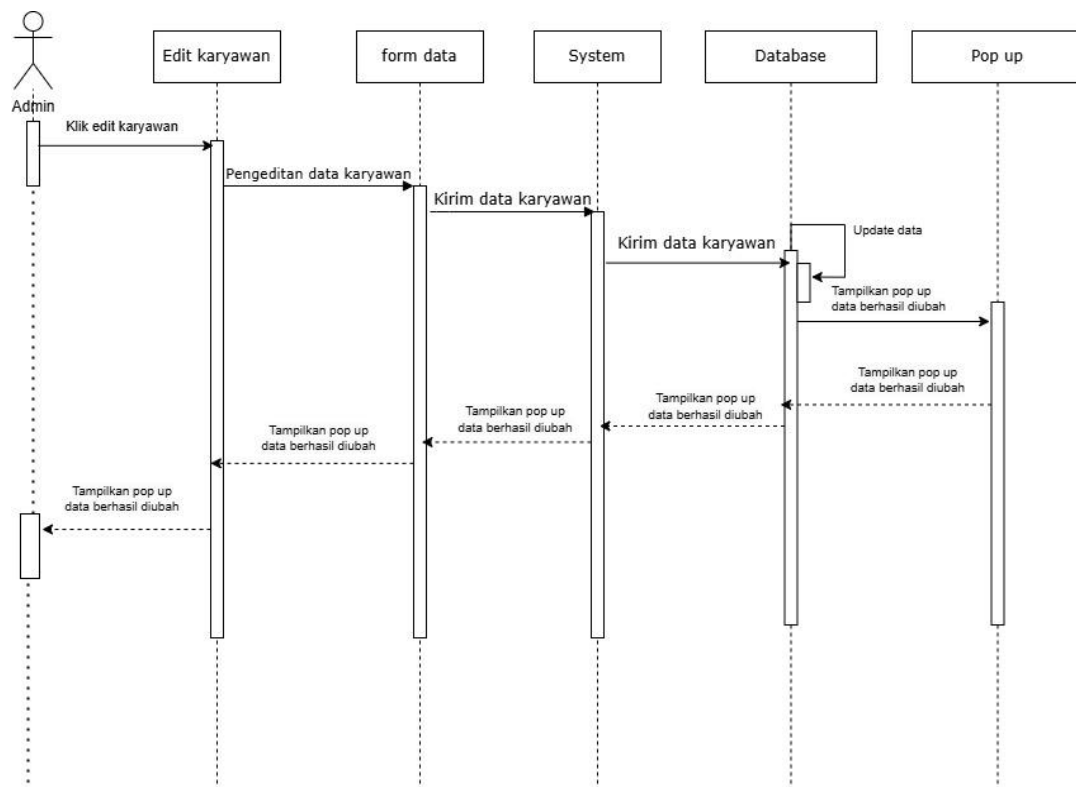 Admin
Edit karyawan
form data
System
Database
Pop up
Klik edit karyawan
Pengeditan data karyawan
Kirim data karyawan
Kirim data karyawan
Update data
Tampilkan pop up
data berhasil diubah
Tampilkan pop up
data berhasil diubah
Tampilkan pop up
data berhasil diubah
Tampilkan pop up
data berhasil diubah
Tampilkan pop up
data berhasil diubah
Tampilkan pop up
data berhasil diubah